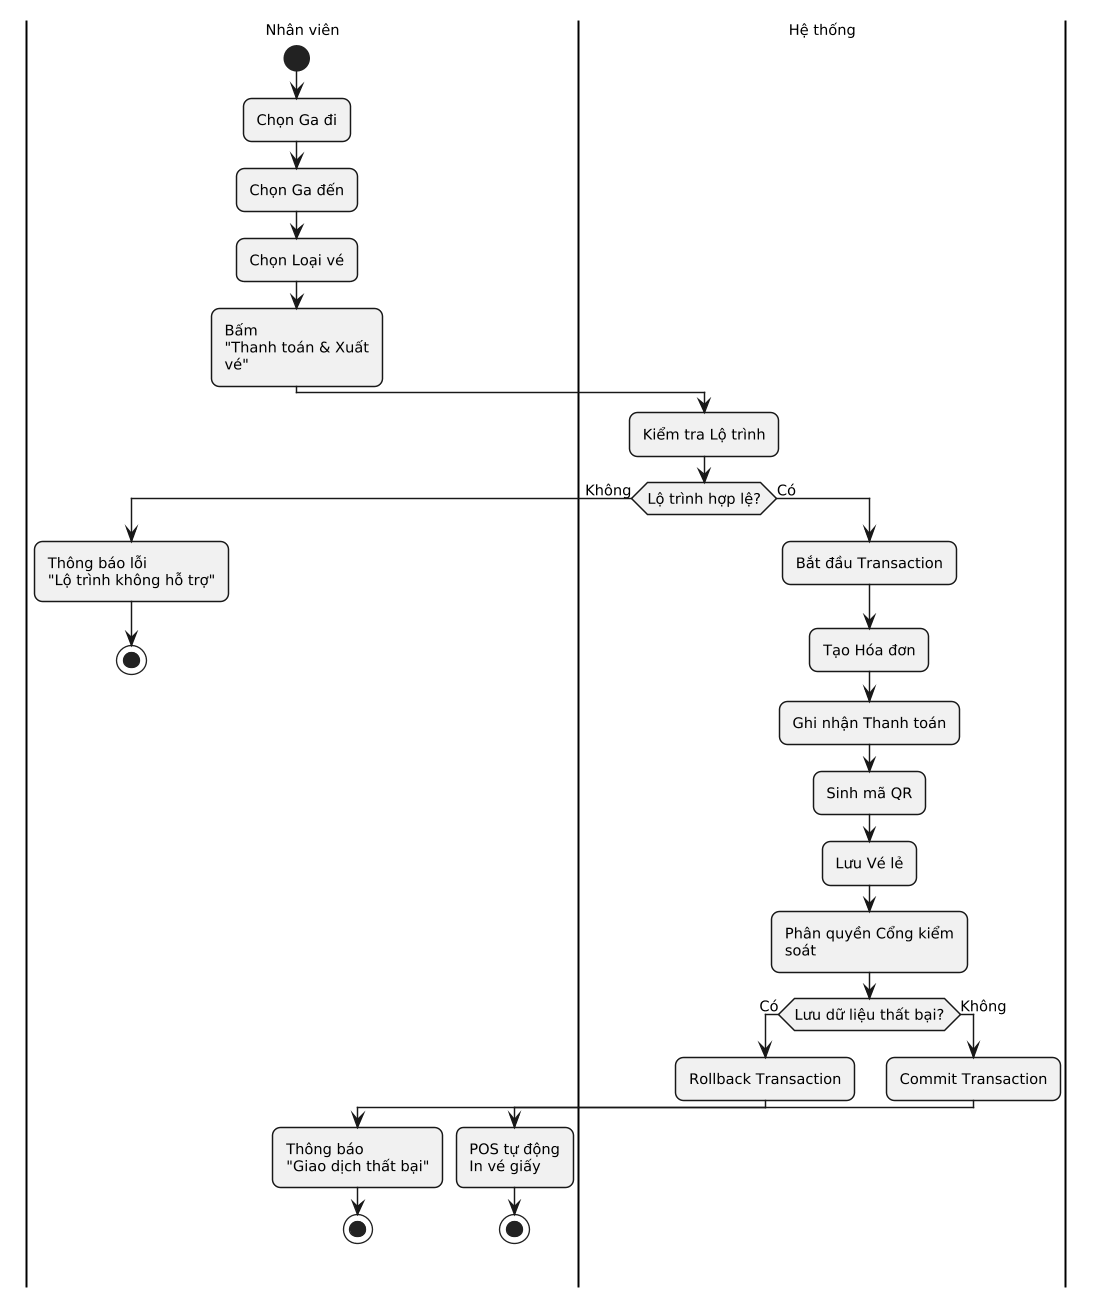 Nhân viên
Hệ thống
Chọn Ga đi
Chọn Ga đến
Chọn Loại vé
Bấm
"Thanh toán & Xuất
vé"
Kiểm tra Lộ trình
Không
Lộ trình hợp lệ?
Có
Thông báo lỗi
"Lộ trình không hỗ trợ"
Bắt đầu Transaction
Tạo Hóa đơn
Ghi nhận Thanh toán
Sinh mã QR
Lưu Vé lẻ
Phân quyền Cổng kiểm
soát
Có
Lưu dữ liệu thất bại?
Không
Rollback Transaction
Commit Transaction
Thông báo
"Giao dịch thất bại"
POS tự động
In vé giấy